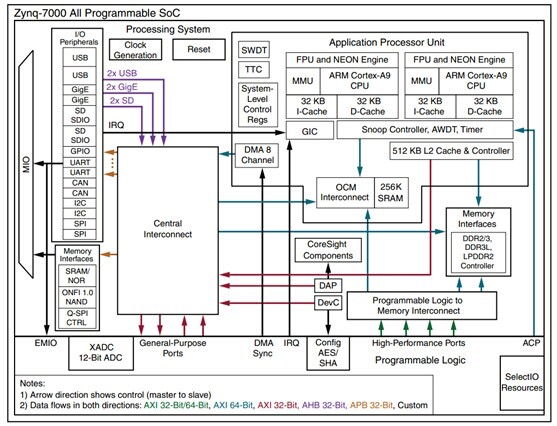 Zynq-7000 All Programmable SoC
I/O
Peripherals
USB
USB
GigE
GigE
SD
SDIO
SD
SDIO
GPIO
UART
UART
CAN
CAN
I2C
I2C
SPI
SPI
MIO
Memory
Interfaces
SRAM/
NOR
ONFI 1.0
NAND
Q-SPI
CTRL
Processing System
Clock
Generation
Reset
2x USB
2x GigE
2x SD
IRQ
Central
Interconnect
Application Processor Unit
SWDT
TTC
System-
Level
Control
Regs
FPU and NEON Engine
MMU
ARM Cortex-A9
CPU
32 KB
I-Cache
32 KB
D-Cache
FPU and NEON Engine
MMU
ARM Cortex-A9
CPU
32 KB
I-Cache
32 KB
D-Cache
GIC
Snoop Controller, AWDT, Timer
DMA 8
Channel
512 KB L2 Cache & Controller
OCM
Interconnect
256K
SRAM
CoreSight
Components
DAP
DevC
Memory
Interfaces
DDR2/3,
DDR3L,
LPDDR2
Controller
Programmable Logic to
Memory Interconnect
EMIO
XADC
12-Bit ADC
General-Purpose
Ports
DMA
Sync
IRQ
Config
AES/
SHA
High-Performance Ports
ACP
Programmable Logic
SelectIO
Resources
Notes:
1) Arrow direction shows control (master to slave)
2) Data flows in both directions: AXI 32-Bit/64-Bit, AXI 64-Bit, AXI 32-Bit, AHB 32-Bit, APB 32-Bit, Custom